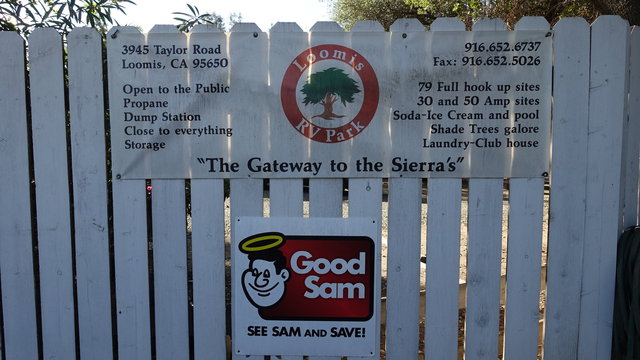 3945 Taylor Road
Loomis, CA 95650
Open to the Public
Propane
Dump Station
Close to everything
Storage
Loomis
RV Park
916.652.6737
Fax: 916.652.5026
79 Full hook up sites
30 and 50 Amp sites
Soda-Ice Cream and pool
Shade Trees galore
Laundry-Club house
"The Gateway to the Sierra's"
Good
Sam
SEE SAM AND SAVE!